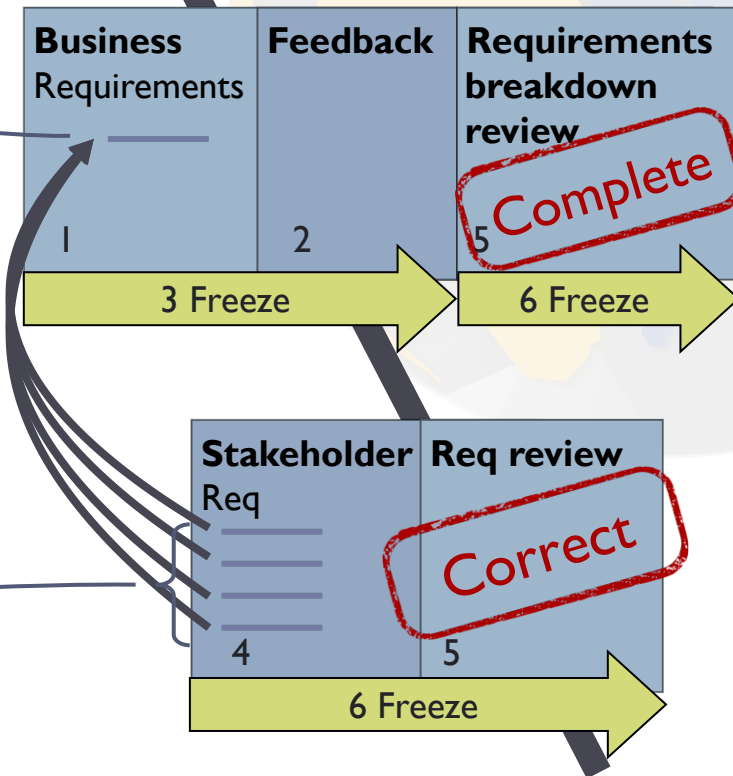 Business
Requirements
1
Feedback
2
Requirements
breakdown
review
Complete
5
3 Freeze
6 Freeze
Stakeholder
Req
4
Req review
Correct
5
6 Freeze